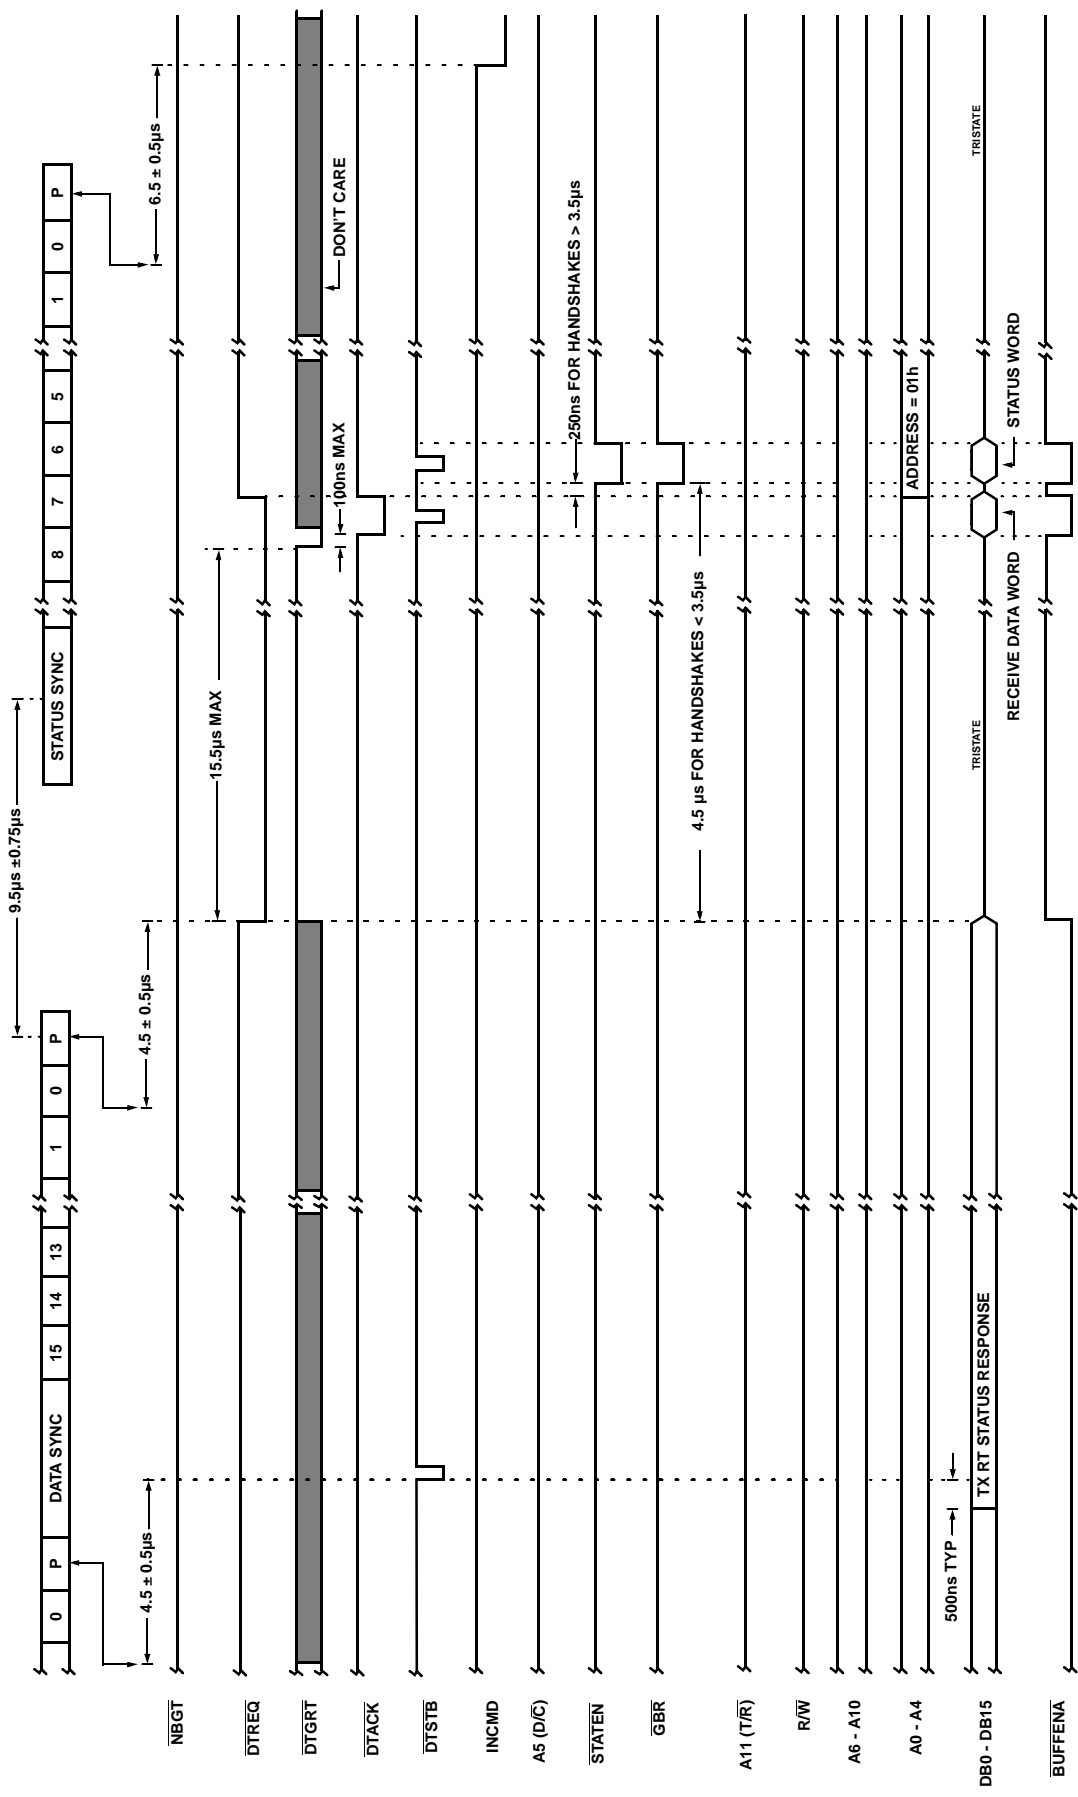 0 P DATA SYNC 15 14 13 1 0 P STATUS SYNC 8 7 6 5 1 0 P
9.5µs ±0.75µs
4.5 ± 0.5µs
4.5 ± 0.5µs
6.5 ± 0.5µs
NBGT
15.5µs MAX
DTREQ
DTGRT
DON'T CARE
100ns MAX
DTACK
DTSTB
INCMD
A5 (D/C)
250ns FOR HANDSHAKES > 3.5µs
STATEN
GBR
4.5 µs FOR HANDSHAKES < 3.5µs
A11 (T/R)
R/W
A6 - A10
A0 - A4
ADDRESS = 01h
500ns TYP
DB0 - DB15
TX RT STATUS RESPONSE
TRISTATE
TRISTATE
RECEIVE DATA WORD
STATUS WORD
BUFFENA